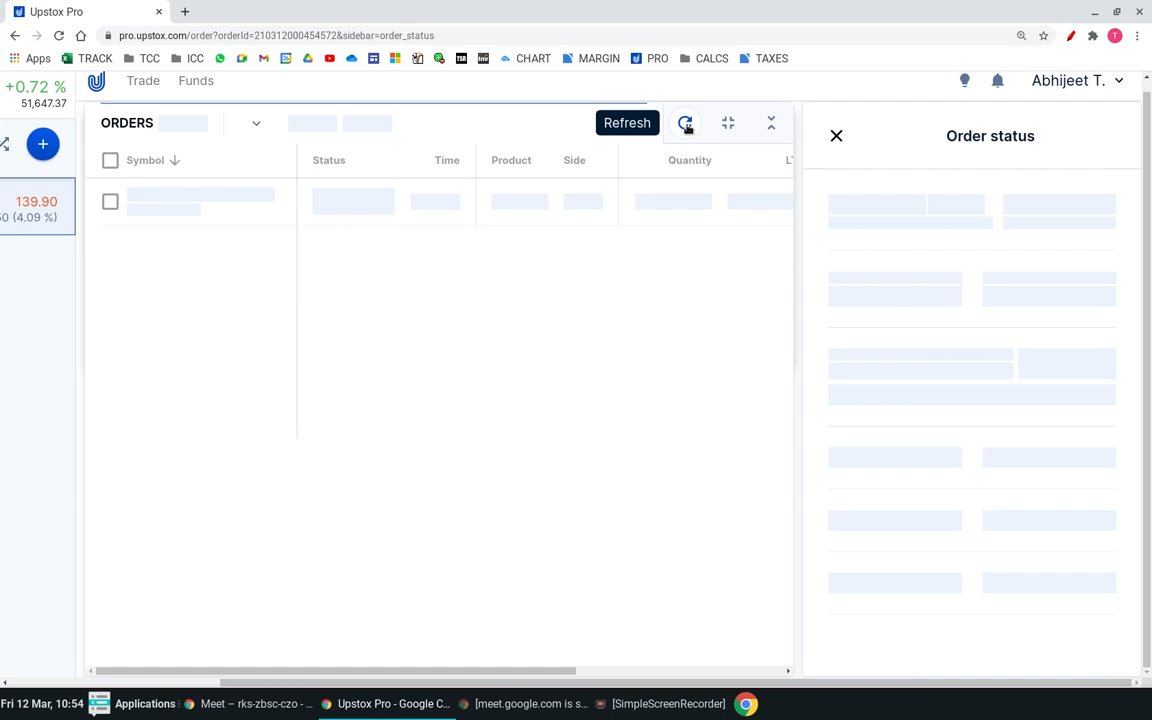 Upstox Pro
pro.upstox.com/order?orderId=210312000454572&sidebar=order_status
T
Apps TRACK TCC ICC CHART MARGIN PRO CALCS TAXES
+0.72 %
51,647.37
Trade Funds Abhijeet T.
ORDERS Refresh
Order status
Symbol Status Time Product Side Quantity
139.90
50 (4.09 %)
Fri 12 Mar, 10:54 Applications Meet – rks-zbsc-czo - ... Upstox Pro - Google C... [meet.google.com is s... [SimpleScreenRecorder]